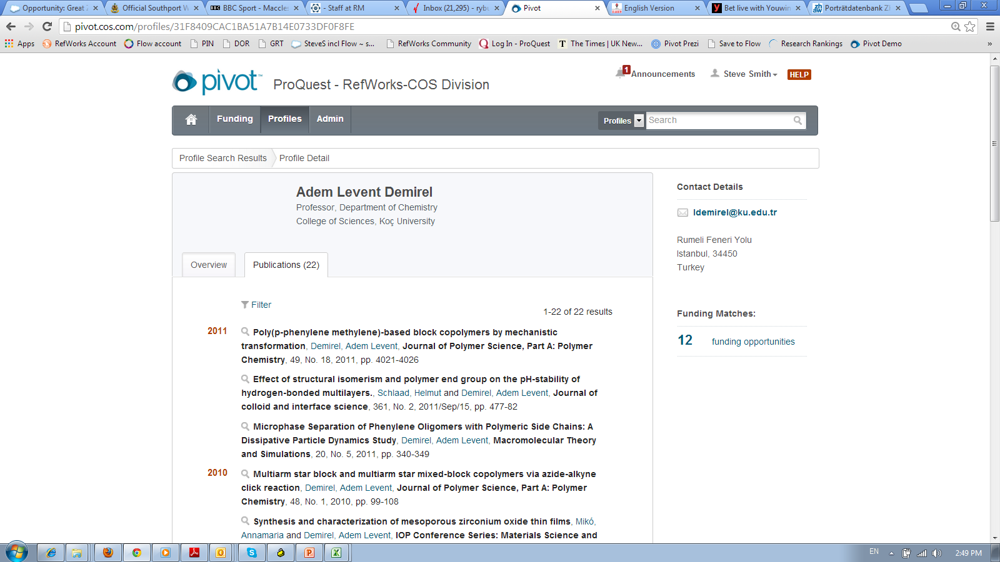 Opportunity: Great Z
Official Southport W
BBC BBC Sport - Maccles
- Staff at RM
Inbox (21,295) - rybu
Pivot
English Version
Bet live with Youwin
Porträtdatenbank Zh
pivot.cos.com/profiles/31F8409CAC1BA51A7B14E0733DF0F8FE
Apps RefWorks Account Flow account PIN DOR GRT SteveS incl Flow ~ s... RefWorks Community Log In - ProQuest The Times | UK New... Pivot Prezi Save to Flow Research Rankings Pivot Demo »
pivot™ ProQuest - RefWorks-COS Division
1 Announcements Steve Smith HELP
Funding Profiles Admin Profiles Search
Profile Search Results Profile Detail
Adem Levent Demirel
Professor, Department of Chemistry
College of Sciences, Koç University
Overview Publications (22)
Filter
1-22 of 22 results
2011 Poly(p-phenylene methylene)-based block copolymers by mechanistic
transformation, Demirel, Adem Levent, Journal of Polymer Science, Part A: Polymer
Chemistry, 49, No. 18, 2011, pp. 4021-4026
Effect of structural isomerism and polymer end group on the pH-stability of
hydrogen-bonded multilayers., Schlaad, Helmut and Demirel, Adem Levent, Journal of
colloid and interface science, 361, No. 2, 2011/Sep/15, pp. 477-82
Microphase Separation of Phenylene Oligomers with Polymeric Side Chains: A
Dissipative Particle Dynamics Study, Demirel, Adem Levent, Macromolecular Theory
and Simulations, 20, No. 5, 2011, pp. 340-349
2010 Multiarm star block and multiarm star mixed-block copolymers via azide-alkyne
click reaction, Demirel, Adem Levent, Journal of Polymer Science, Part A: Polymer
Chemistry, 48, No. 1, 2010, pp. 99-108
Synthesis and characterization of mesoporous zirconium oxide thin films, Mikó,
Annamaria and Demirel, Adem Levent, IOP Conference Series: Materials Science and
Contact Details
ldemirel@ku.edu.tr
Rumeli Feneri Yolu
Istanbul, 34450
Turkey
Funding Matches:
12 funding opportunities
EN 2:49 PM